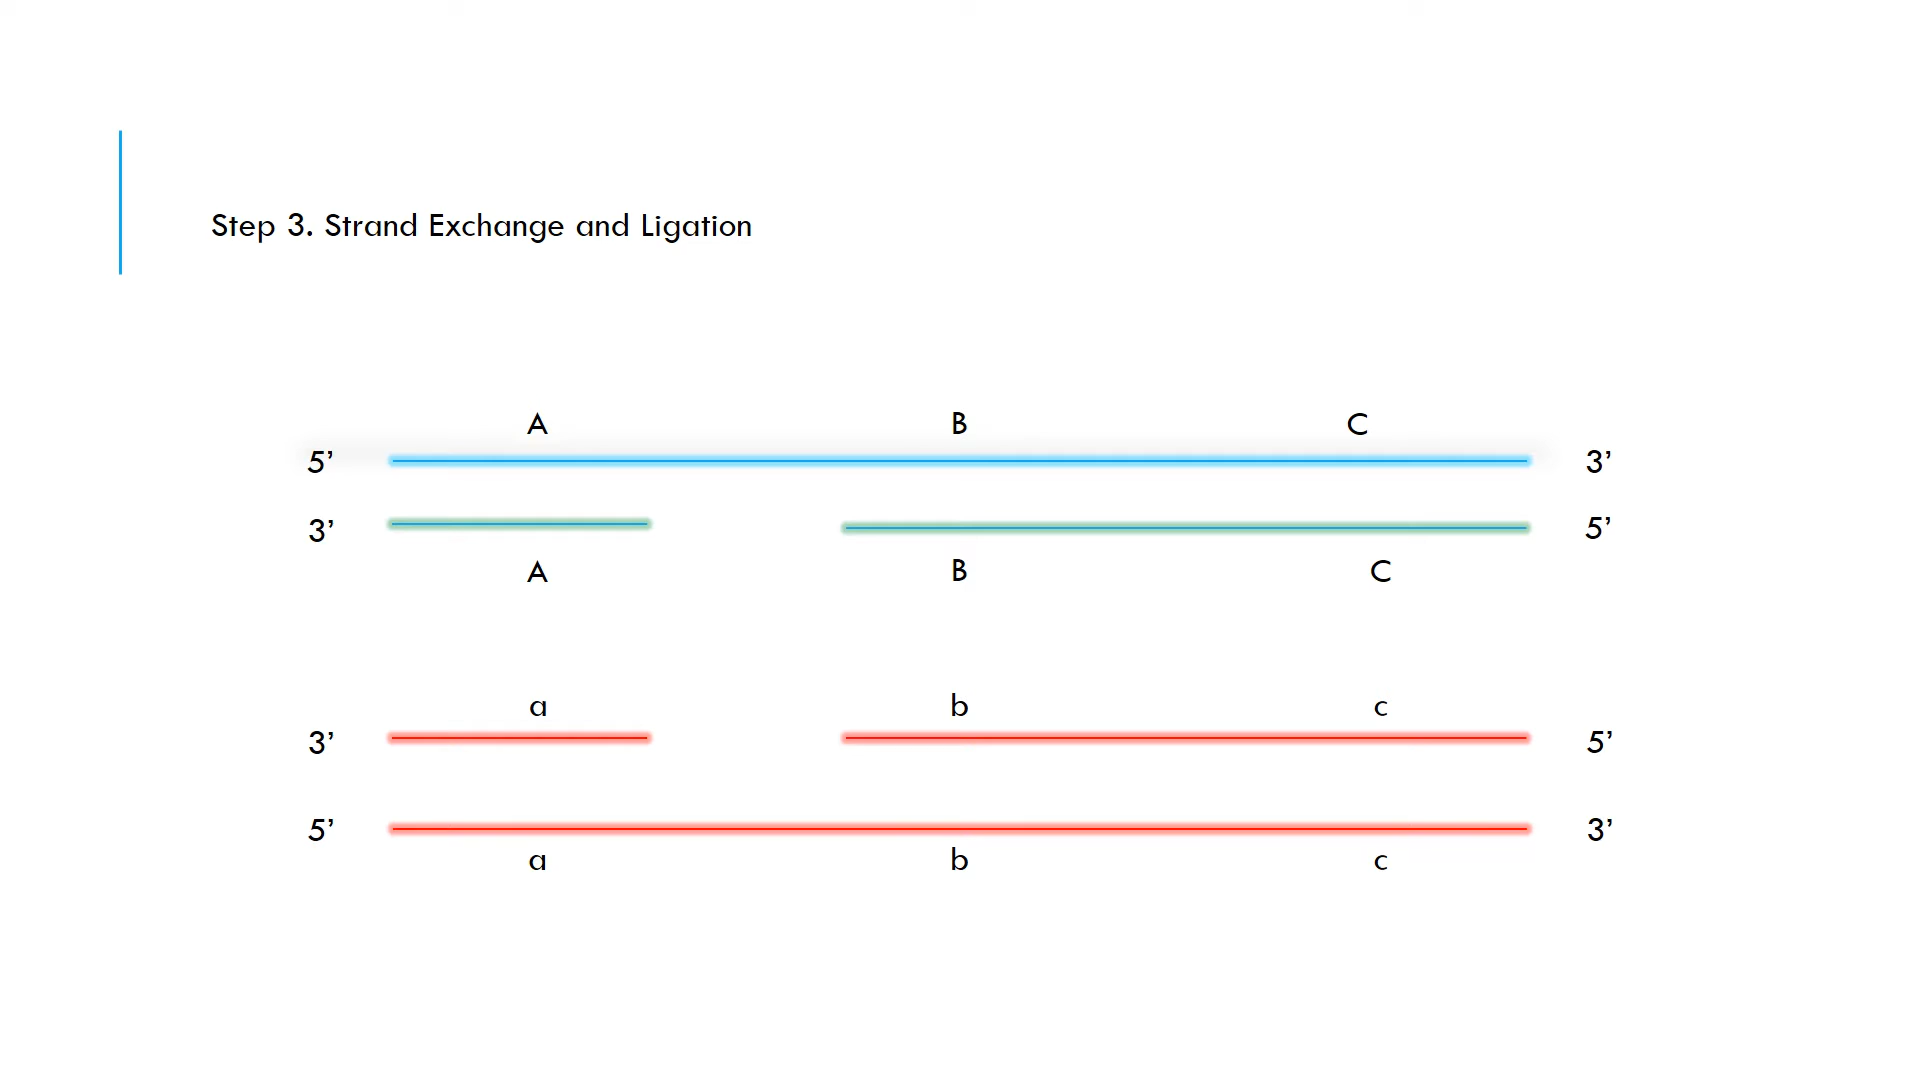 Step 3. Strand Exchange and Ligation
A B C
5’ 3’
3’ 5’
A B C
a b c
3’ 5’
5’ 3’
a b c